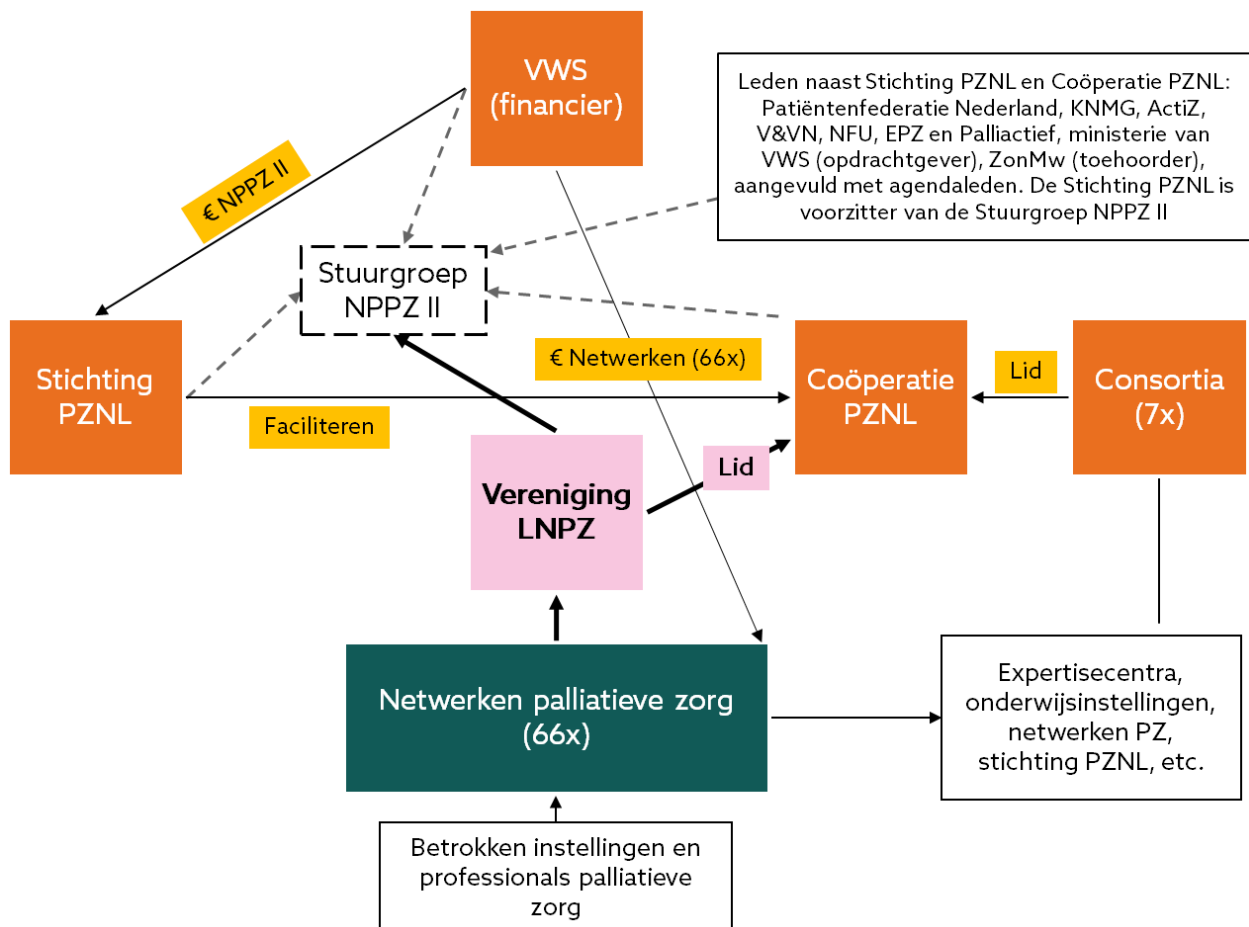 VWS
(financier)
Leden naast Stichting PZNL en Coöperatie PZNL:
Patiëntenfederatie Nederland, KNMG, ActiZ,
V&VN, NFU, EPZ en Palliactief, ministerie van
VWS (opdrachtgever), ZonMw (toehoorder),
aangevuld met agendaleden. De Stichting PZNL is
voorzitter van de Stuurgroep NPPZ II
€ NPPZ II
Stuurgroep
NPPZ II
Stichting
PZNL
€ Netwerken (66x)
Faciliteren
Coöperatie
PZNL
Lid
Consortia
(7x)
Lid
Vereniging
LNPZ
Netwerken palliatieve zorg
(66x)
Expertisecentra,
onderwijsinstellingen,
netwerken PZ,
stichting PZNL, etc.
Betrokken instellingen en
professionals palliatieve
zorg